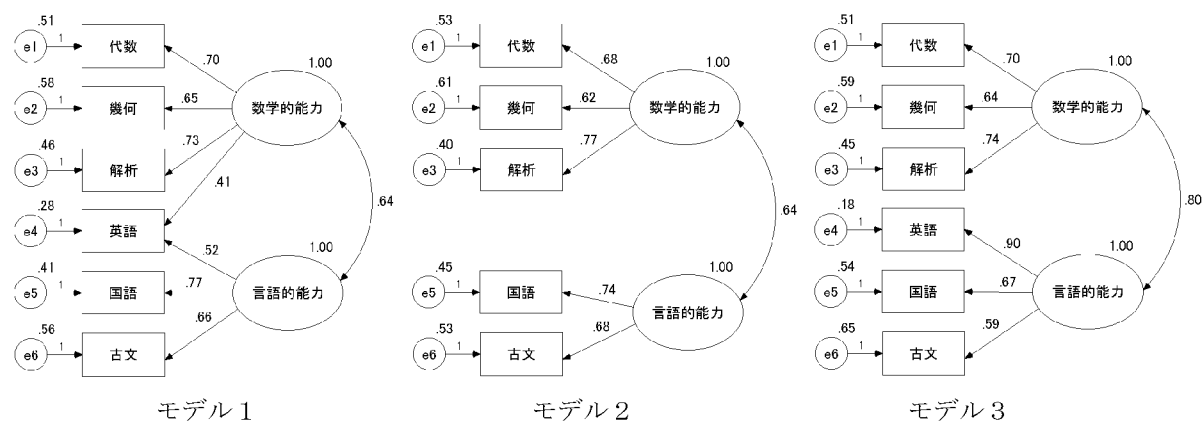 .51
e1
1
代数
.70
1.00
.58
e2
1
幾何
.65
数学的能力
.73
.46
e3
1
解析
.41
.64
.28
e4
1
英語
.52
1.00
.41
e5
1
国語
.77
言語的能力
.66
.56
e6
1
古文
モデル1
.53
e1
1
代数
.68
1.00
.61
e2
1
幾何
.62
数学的能力
.77
.40
e3
1
解析
.64
.45
e5
1
国語
.74
1.00
言語的能力
.68
.53
e6
1
古文
モデル2
.51
e1
1
代数
.70
1.00
.59
e2
1
幾何
.64
数学的能力
.74
.45
e3
1
解析
.80
.18
e4
1
英語
.90
1.00
.54
e5
1
国語
.67
言語的能力
.59
.65
e6
1
古文
モデル3